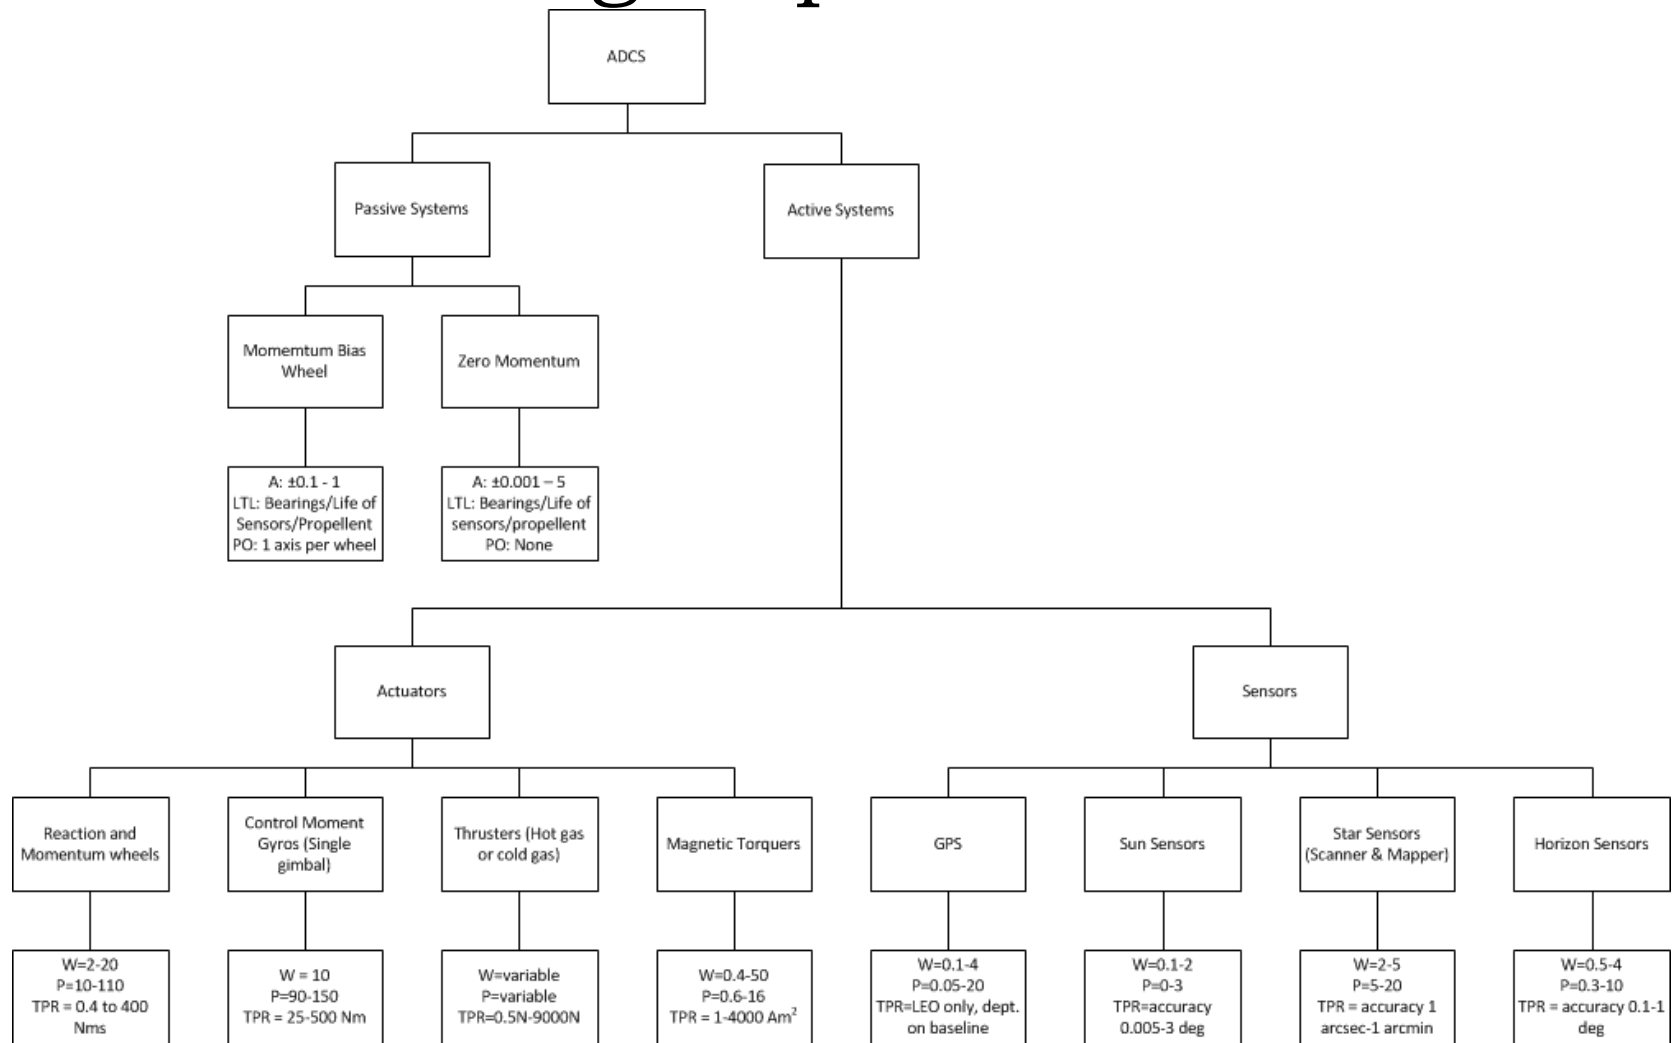 ADCS
Passive Systems
Active Systems
Momemtum Bias
Wheel
Zero Momentum
A: ±0.1 - 1
LTL: Bearings/Life of
Sensors/Propellent
PO: 1 axis per wheel
A: ±0.001 – 5
LTL: Bearings/Life of
sensors/propellent
PO: None
Actuators
Sensors
Reaction and
Momentum wheels
Control Moment
Gyros (Single
gimbal)
Thrusters (Hot gas
or cold gas)
Magnetic Torquers
GPS
Sun Sensors
Star Sensors
(Scanner & Mapper)
Horizon Sensors
W=2-20
P=10-110
TPR = 0.4 to 400
Nms
W = 10
P=90-150
TPR = 25-500 Nm
W=variable
P=variable
TPR=0.5N-9000N
W=0.4-50
P=0.6-16
TPR = 1-4000 Am²
W=0.1-4
P=0.05-20
TPR=LEO only, dept.
on baseline
W=0.1-2
P=0-3
TPR=accuracy
0.005-3 deg
W=2-5
P=5-20
TPR = accuracy 1
arcsec-1 arcmin
W=0.5-4
P=0.3-10
TPR = accuracy 0.1-1
deg